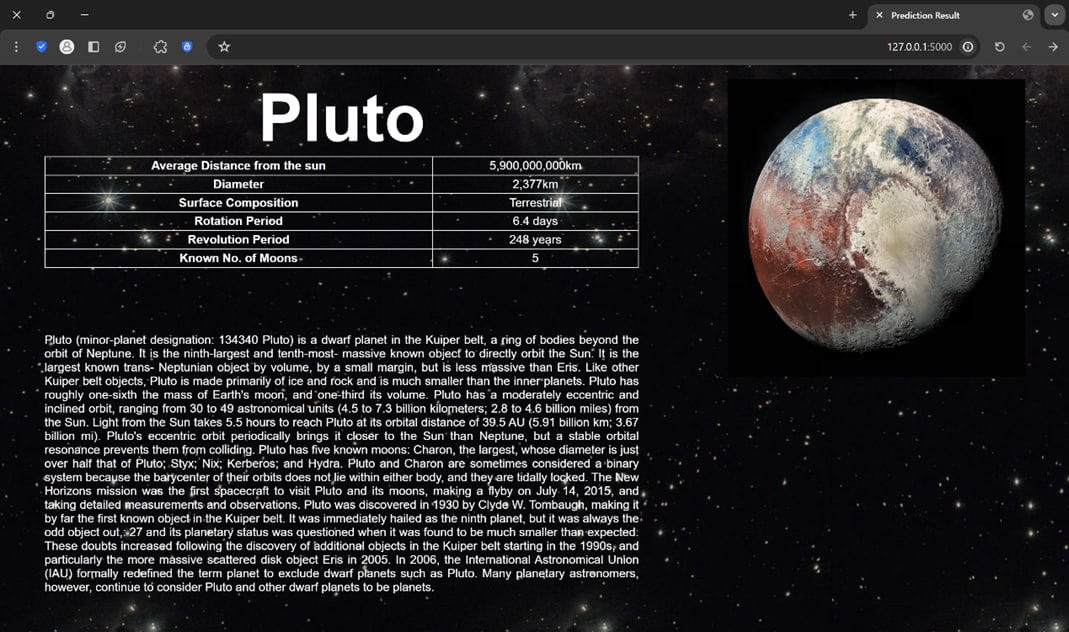 Prediction Result
127.0.0.1:5000
Pluto
Average Distance from the sun 5,900,000,000km
Diameter 2,377km
Surface Composition Terrestrial
Rotation Period 6.4 days
Revolution Period 248 years
Known No. of Moons 5
Pluto (minor-planet designation: 134340 Pluto) is a dwarf planet in the Kuiper belt, a ring of bodies beyond the
orbit of Neptune. It is the ninth-largest and tenth-most- massive known object to directly orbit the Sun. It is the
largest known trans- Neptunian object by volume, by a small margin, but is less massive than Eris. Like other
Kuiper belt objects, Pluto is made primarily of ice and rock and is much smaller than the inner planets. Pluto has
roughly one-sixth the mass of Earth's moon, and one-third its volume. Pluto has a moderately eccentric and
inclined orbit, ranging from 30 to 49 astronomical units (4.5 to 7.3 billion kilometers; 2.8 to 4.6 billion miles) from
the Sun. Light from the Sun takes 5.5 hours to reach Pluto at its orbital distance of 39.5 AU (5.91 billion km; 3.67
billion mi). Pluto's eccentric orbit periodically brings it closer to the Sun than Neptune, but a stable orbital
resonance prevents them from colliding. Pluto has five known moons: Charon, the largest, whose diameter is just
over half that of Pluto; Styx; Nix; Kerberos; and Hydra. Pluto and Charon are sometimes considered a binary
system because the barycenter of their orbits does not lie within either body, and they are tidally locked. The New
Horizons mission was the first spacecraft to visit Pluto and its moons, making a flyby on July 14, 2015, and
taking detailed measurements and observations. Pluto was discovered in 1930 by Clyde W. Tombaugh, making it
by far the first known object in the Kuiper belt. It was immediately hailed as the ninth planet, but it was always the
odd object out,:27 and its planetary status was questioned when it was found to be much smaller than expected.
These doubts increased following the discovery of additional objects in the Kuiper belt starting in the 1990s, and
particularly the more massive scattered disk object Eris in 2005. In 2006, the International Astronomical Union
(IAU) formally redefined the term planet to exclude dwarf planets such as Pluto. Many planetary astronomers,
however, continue to consider Pluto and other dwarf planets to be planets.